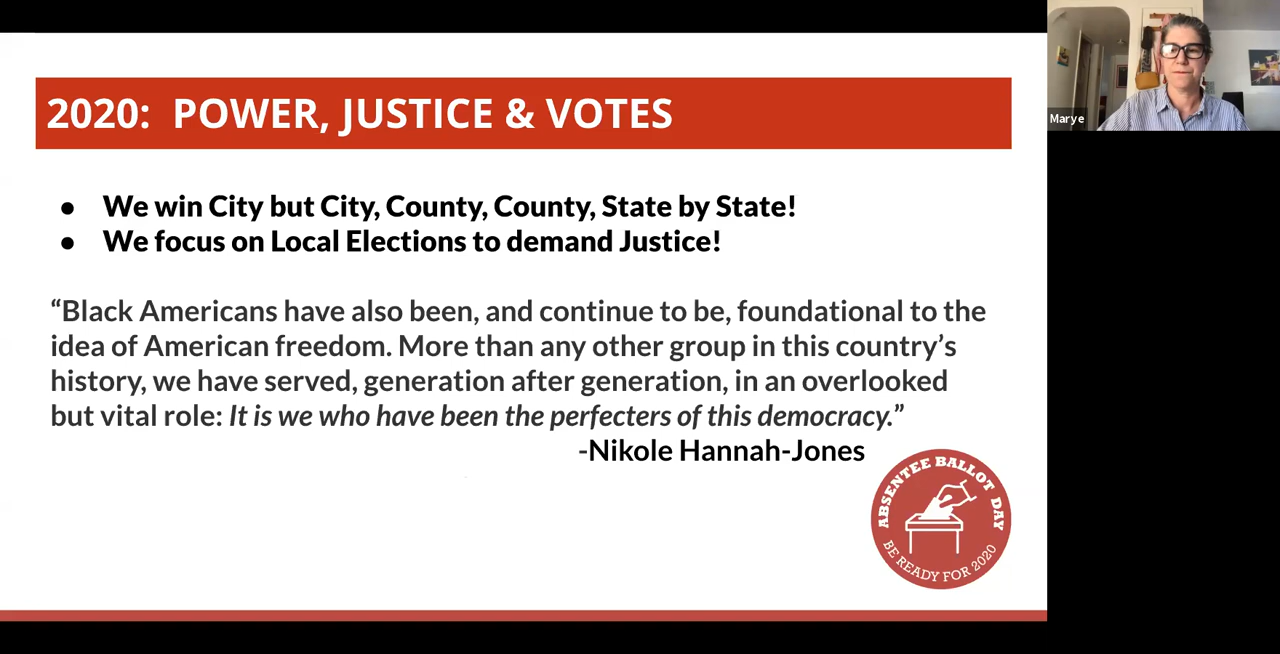 2020: POWER, JUSTICE & VOTES
Marye
● We win City but City, County, County, State by State!
● We focus on Local Elections to demand Justice!
“Black Americans have also been, and continue to be, foundational to the
idea of American freedom. More than any other group in this country’s
history, we have served, generation after generation, in an overlooked
but vital role: It is we who have been the perfecters of this democracy.”
-Nikole Hannah-Jones
ABSENTEE BALLOT DAY
BE READY FOR 2020